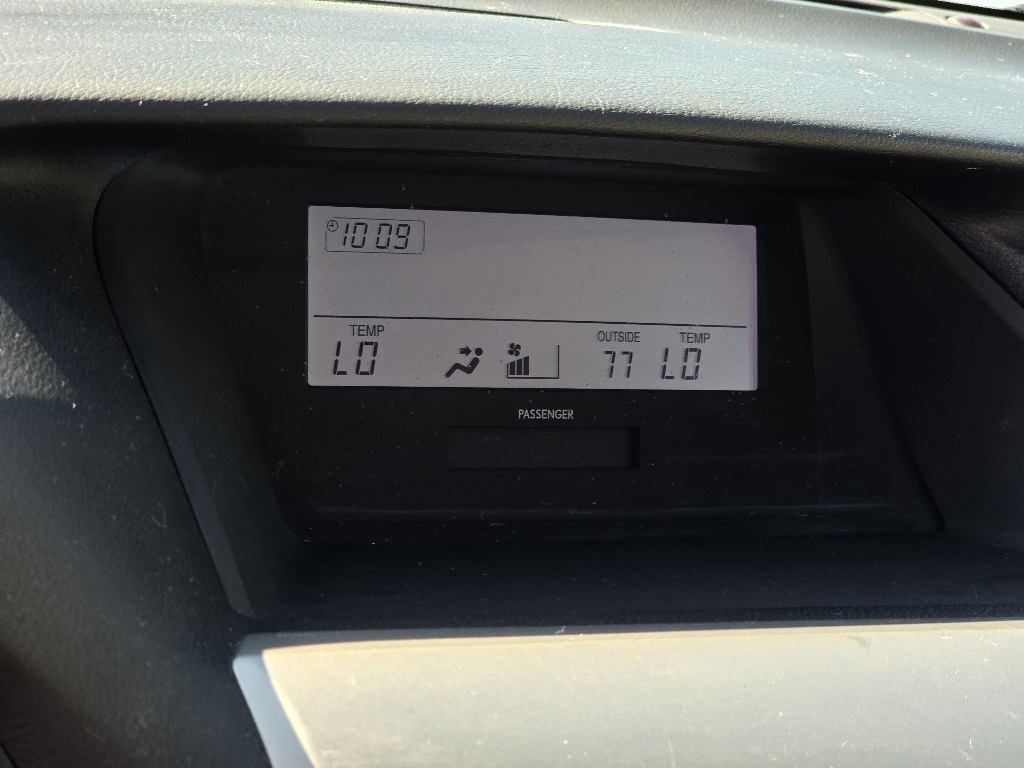 10 09
TEMP OUTSIDE TEMP
LO 77 LO
PASSENGER